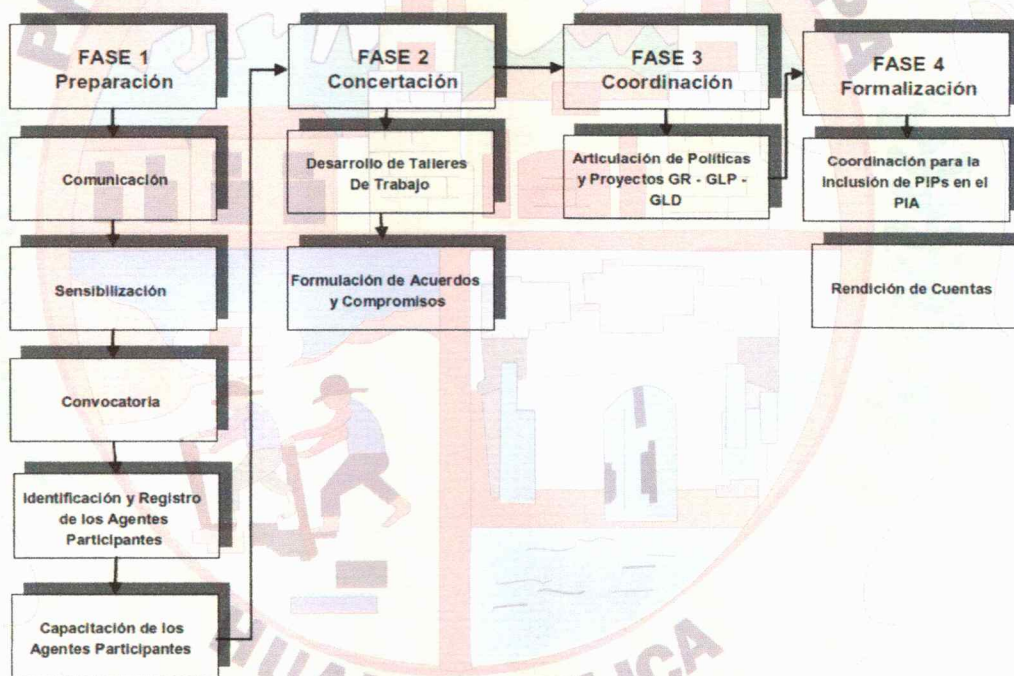 FASE 1
Preparación
Comunicación
Sensibilización
Convocatoria
Identificación y Registro
de los Agentes
Participantes
Capacitación de los
Agentes Participantes
FASE 2
Concertación
Desarrollo de Talleres
De Trabajo
Formulación de Acuerdos
y Compromisos
FASE 3
Coordinación
Articulación de Políticas
y Proyectos GR - GLP -
GLD
FASE 4
Formalización
Coordinación para la
Inclusión de PIPs en el
PIA
Rendición de Cuentas